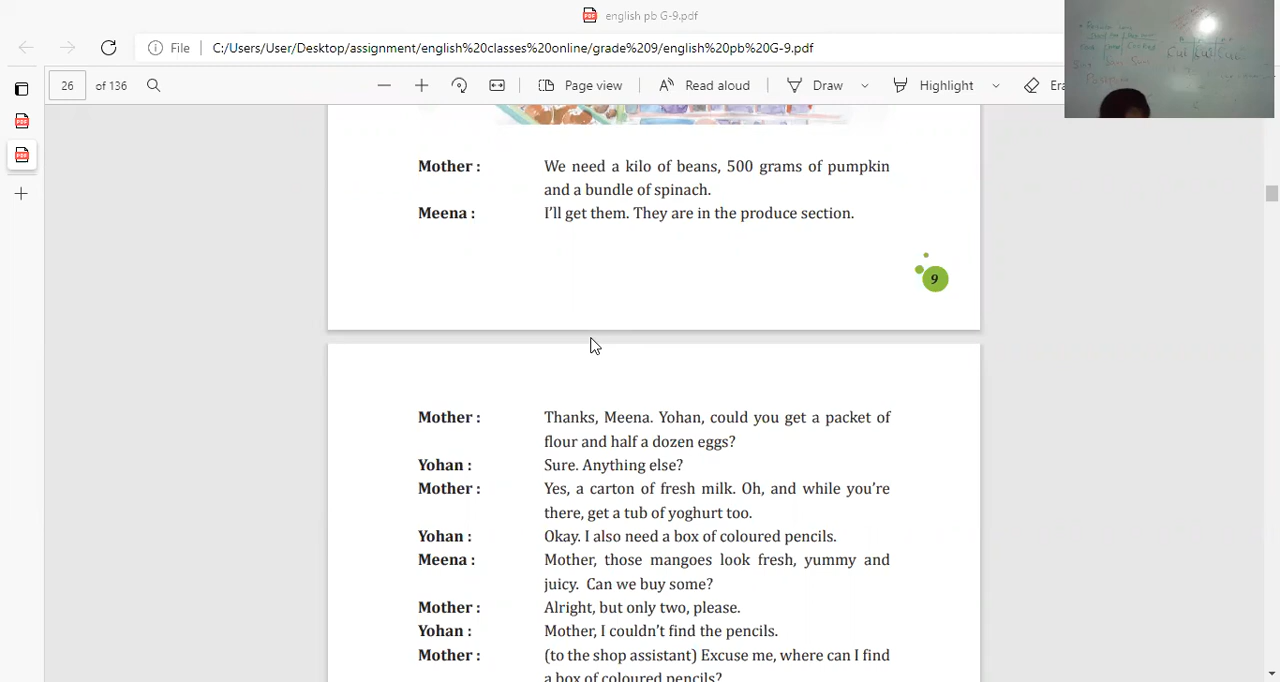 english pb G-9.pdf
File C:/Users/User/Desktop/assignment/english%20classes%20online/grade%209/english%20pb%20G-9.pdf
26 of 136 Page view Read aloud Draw Highlight Era
Mother : We need a kilo of beans, 500 grams of pumpkin
and a bundle of spinach.
Meena : I'll get them. They are in the produce section.
9
Mother : Thanks, Meena. Yohan, could you get a packet of
flour and half a dozen eggs?
Yohan : Sure. Anything else?
Mother : Yes, a carton of fresh milk. Oh, and while you're
there, get a tub of yoghurt too.
Yohan : Okay. I also need a box of coloured pencils.
Meena : Mother, those mangoes look fresh, yummy and
juicy. Can we buy some?
Mother : Alright, but only two, please.
Yohan : Mother, I couldn't find the pencils.
Mother : (to the shop assistant) Excuse me, where can I find
a box of coloured pencils?